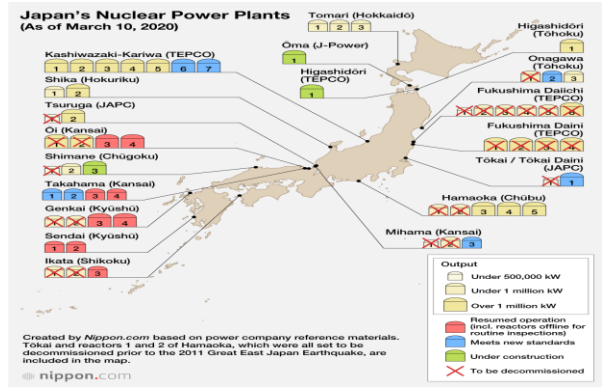 Japan's Nuclear Power Plants
(As of March 10, 2020)
Tomari (Hokkaidō)
1 2 3
Higashidōri
(Tōhoku)
1
Kashiwazaki-Kariwa (TEPCO)
1 2 3 4 5 6 7
Ōma (J-Power)
1
Onagawa
(Tōhoku)
1 2 3
Shika (Hokuriku)
1 2
Higashidōri
(TEPCO)
1
Fukushima Daiichi
(TEPCO)
1 2 3 4 5 6
Tsuruga (JAPC)
1 2
Fukushima Daini
(TEPCO)
1 2 3 4
Ōi (Kansai)
1 2 3 4
Shimane (Chūgoku)
1 2 3
Tōkai / Tōkai Daini
(JAPC)
1
Takahama (Kansai)
1 2 3 4
Hamaoka (Chūbu)
1 2 3 4 5
Genkai (Kyūshū)
1 2 3 4
Mihama (Kansai)
1 2 3
Sendai (Kyūshū)
1 2
Ikata (Shikoku)
1 2 3
Output
Under 500,000 kW
Under 1 million kW
Over 1 million kW
Resumed operation
(incl. reactors offline for
routine inspections)
Meets new standards
Under construction
To be decommissioned
Created by Nippon.com based on power company reference materials.
Tōkai and reactors 1 and 2 of Hamaoka, which were all set to be
decommissioned prior to the 2011 Great East Japan Earthquake, are
included in the map.
nippon.com